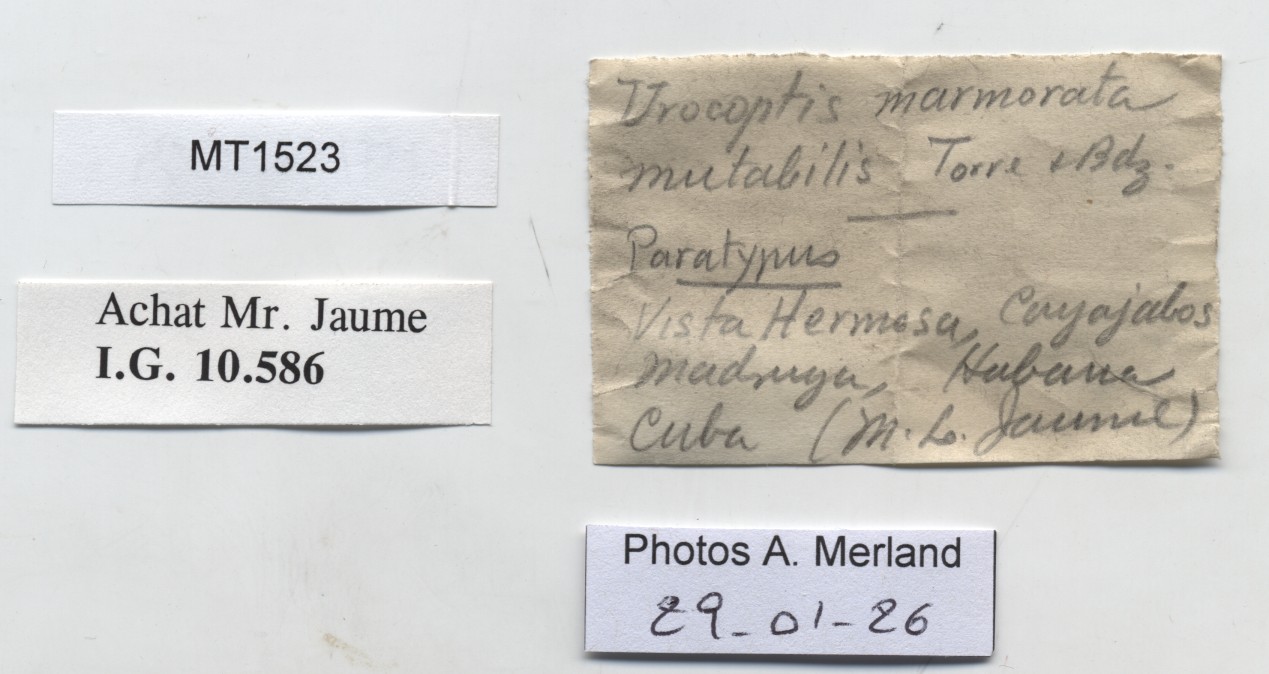 MT1523
Achat Mr. Jaume
I.G. 10.586
Urocoptis marmorata
mutabilis Torre + Bdz.
Paratypus
Vista Hermosa, Cayajabos
Madruga, Habana
Cuba (M. L. Jaume)
Photos A. Merland
29-01-26